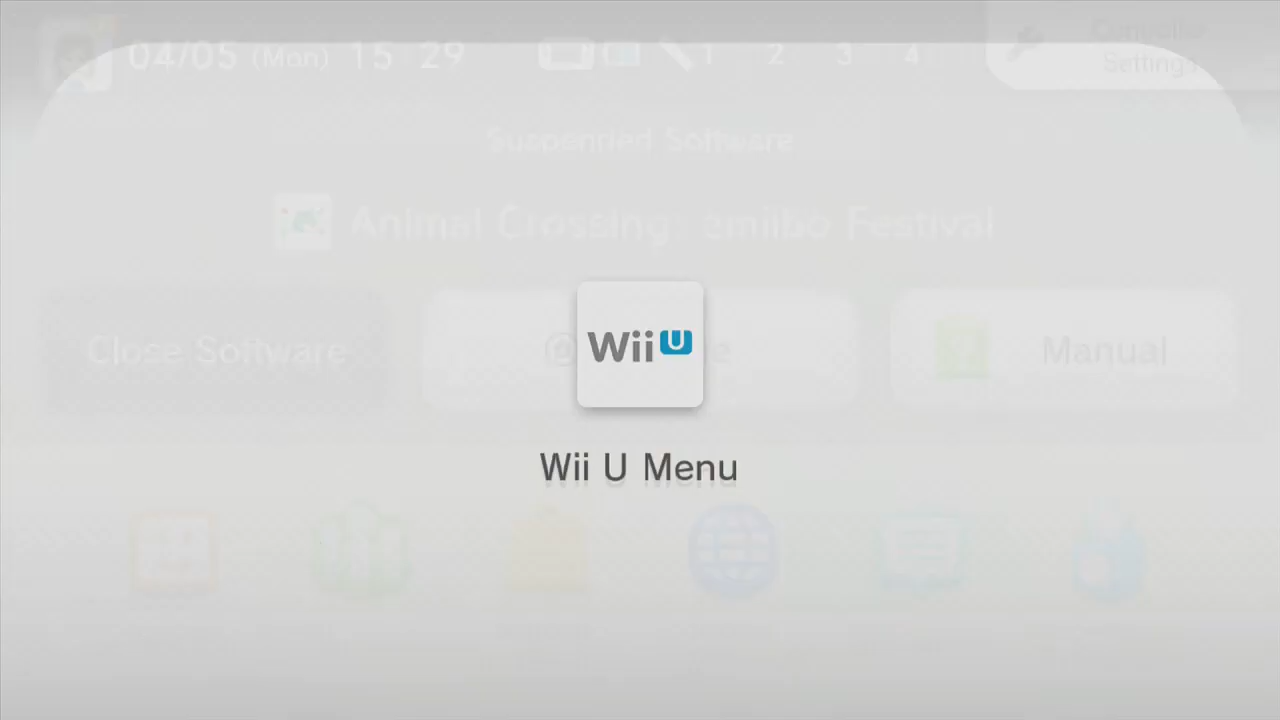 04/05 (Mon) 15 29 1 2 3 4
Controller
Settings
Suspended Software
Animal Crossing: amiibo Festival
Close Software
Manual
Wii U
Wii U Menu